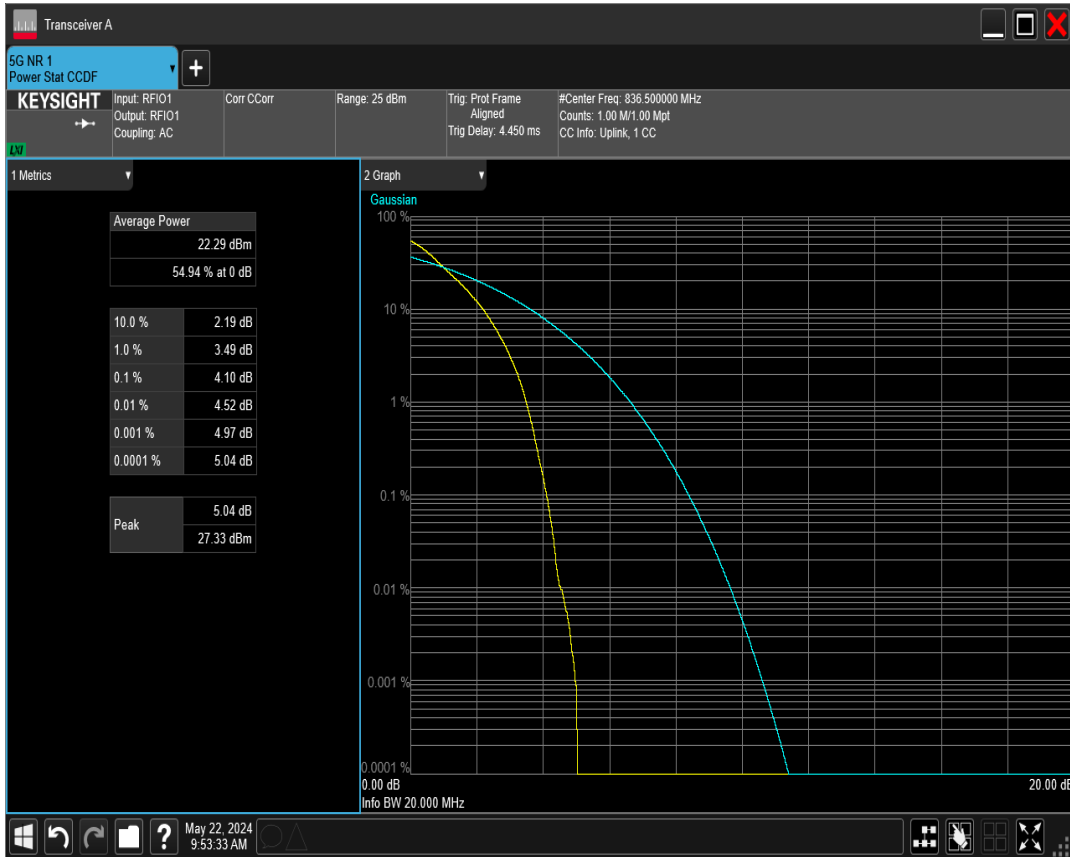 Transceiver A
5G NR 1
Power Stat CCDF
KEYSIGHT
LXI
Input: RFIO1
Output: RFIO1
Coupling: AC
Corr CCorr
Range: 25 dBm
Trig: Prot Frame
Aligned
Trig Delay: 4.450 ms
#Center Freq: 836.500000 MHz
Counts: 1.00 M/1.00 Mpt
CC Info: Uplink, 1 CC
1 Metrics
Average Power
22.29 dBm
54.94 % at 0 dB
10.0 % 2.19 dB
1.0 % 3.49 dB
0.1 % 4.10 dB
0.01 % 4.52 dB
0.001 % 4.97 dB
0.0001 % 5.04 dB
Peak
5.04 dB
27.33 dBm
2 Graph
Gaussian
100 %
10 %
1 %
0.1 %
0.01 %
0.001 %
0.0001 %
0.00 dB 20.00 dB
Info BW 20.000 MHz
?
May 22, 2024
9:53:33 AM